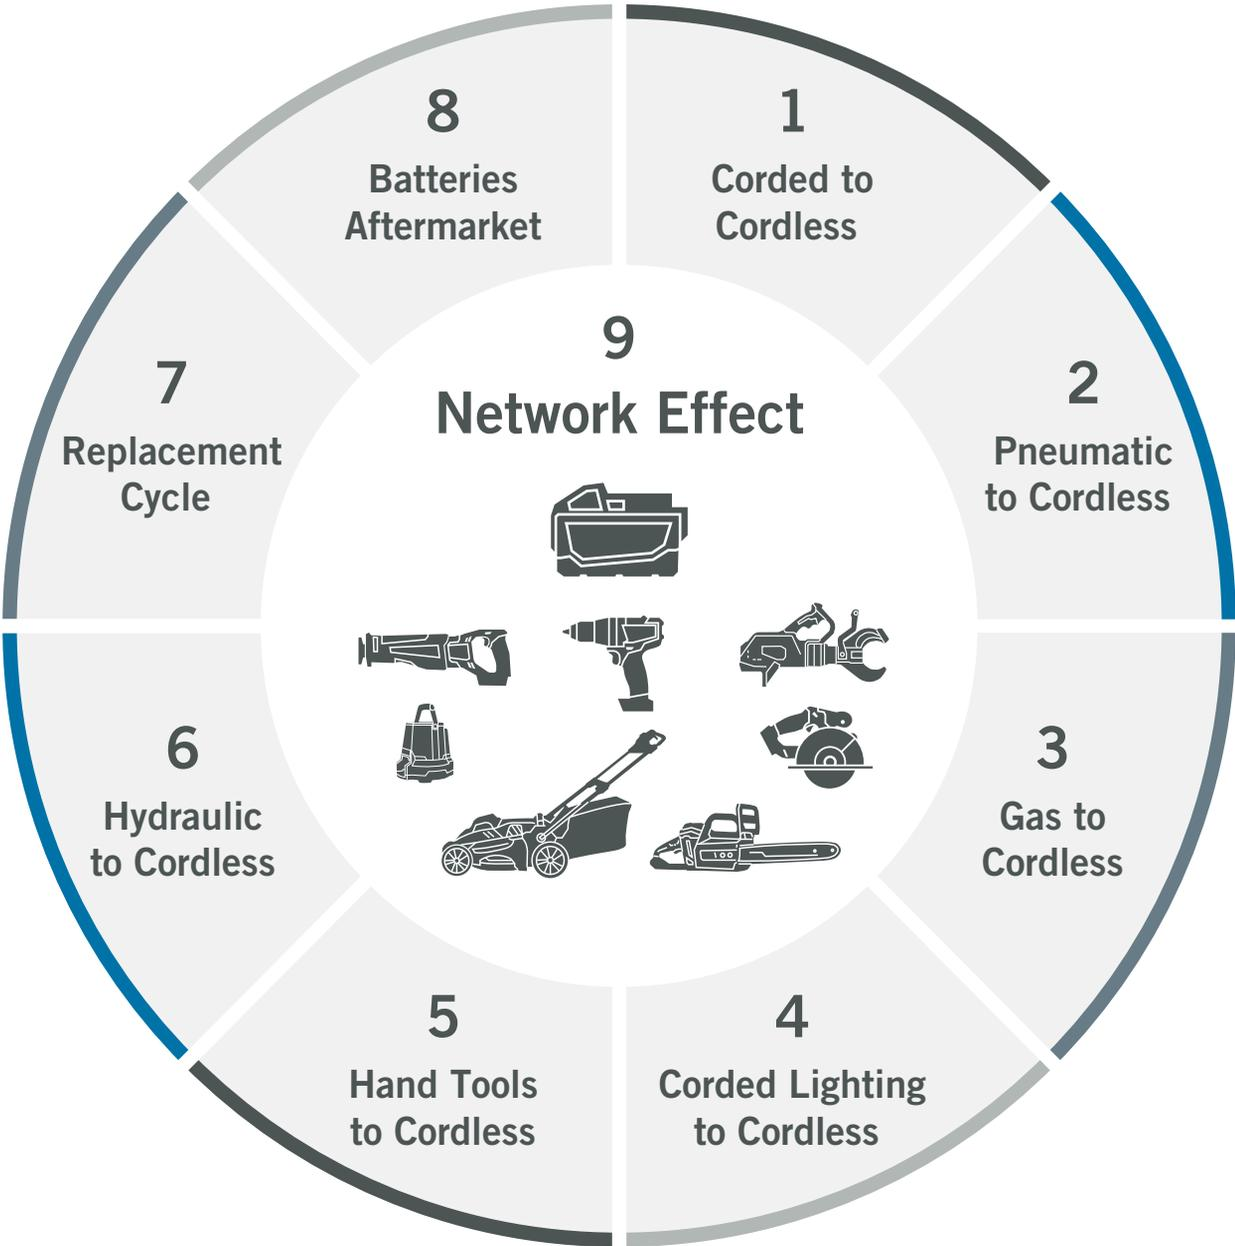 1
Corded to
Cordless
2
Pneumatic
to Cordless
3
Gas to
Cordless
4
Corded Lighting
to Cordless
5
Hand Tools
to Cordless
6
Hydraulic
to Cordless
7
Replacement
Cycle
8
Batteries
Aftermarket
9
Network Effect